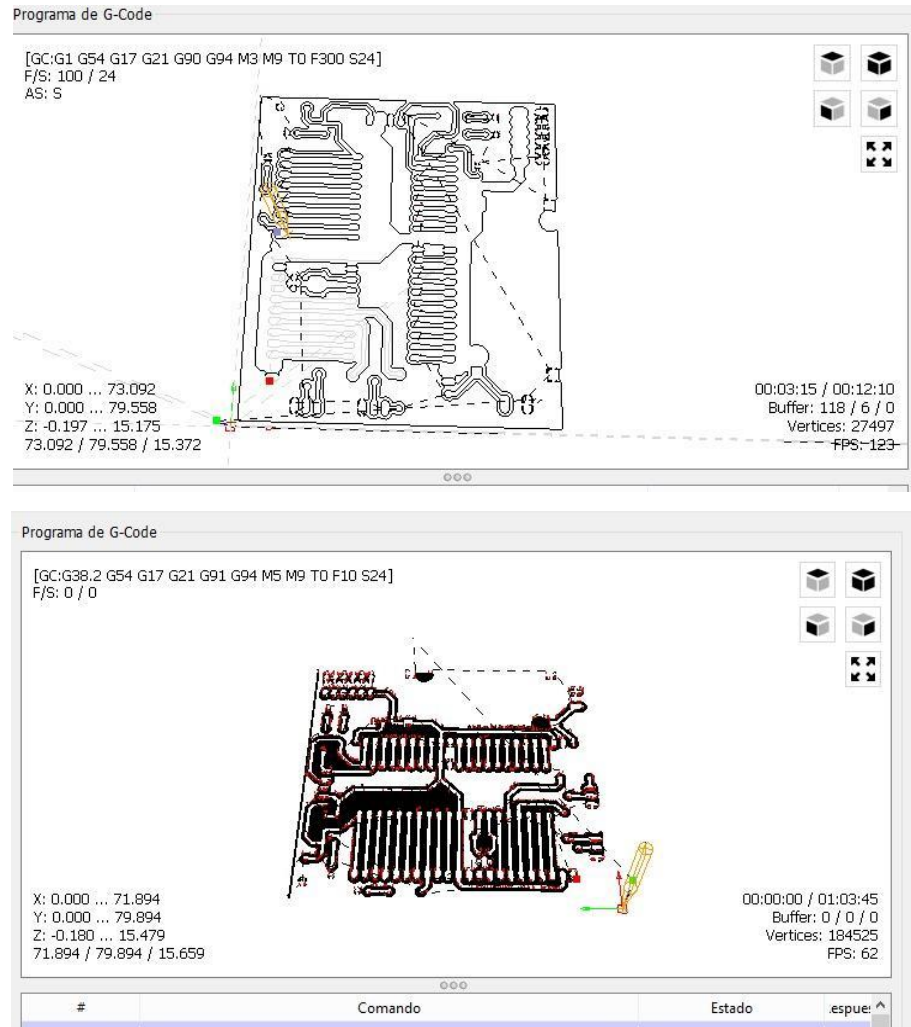 Programa de G-Code
[GC:G1 G54 G17 G21 G90 G94 M3 M9 T0 F300 S24]
F/S: 100 / 24
AS: S
X: 0.000 ... 73.092
Y: 0.000 ... 79.558
Z: -0.197 ... 15.175
73.092 / 79.558 / 15.372
00:03:15 / 00:12:10
Buffer: 118 / 6 / 0
Vertices: 27497
FPS: 123
Programa de G-Code
[GC:G38.2 G54 G17 G21 G91 G94 M5 M9 T0 F10 S24]
F/S: 0 / 0
X: 0.000 ... 71.894
Y: 0.000 ... 79.894
Z: -0.180 ... 15.479
71.894 / 79.894 / 15.659
00:00:00 / 01:03:45
Buffer: 0 / 0 / 0
Vertices: 184525
FPS: 62
# Comando Estado .espue: